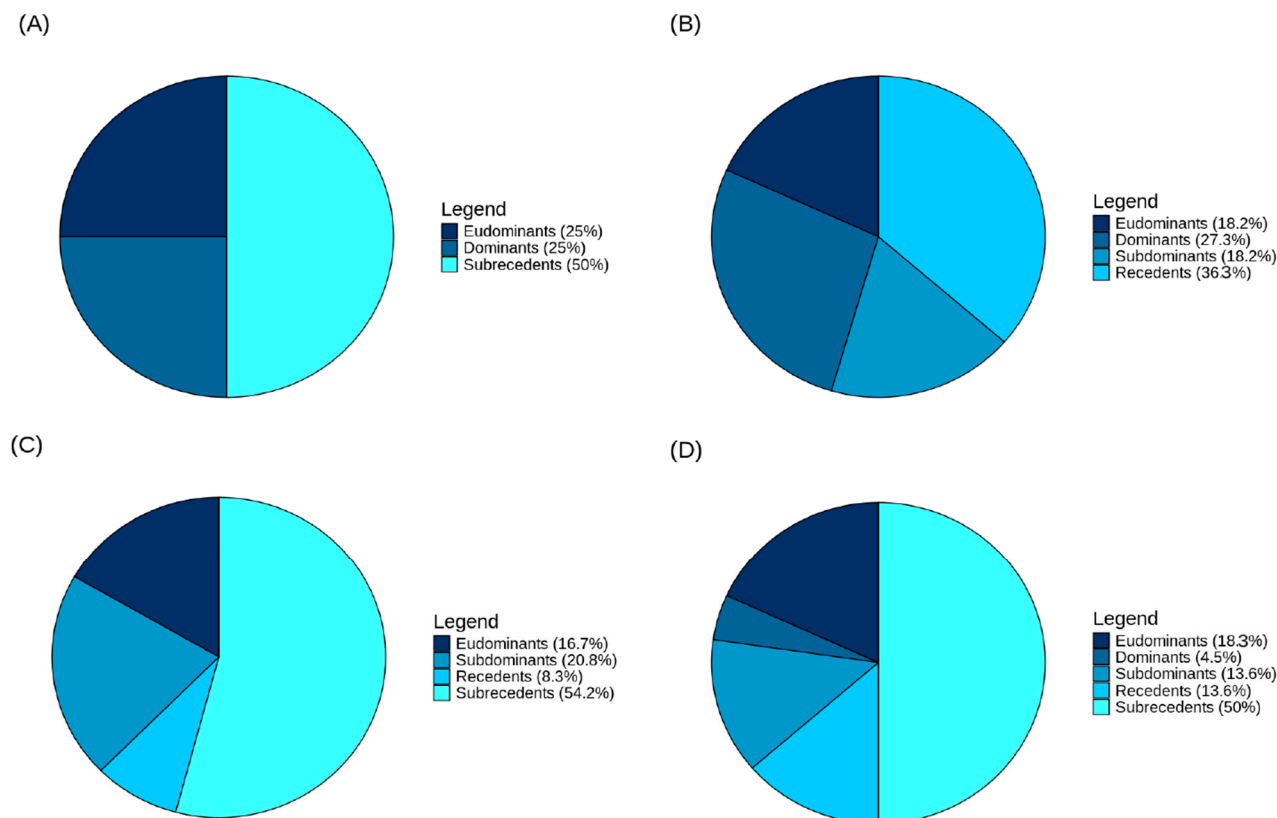 (A)
Legend
Eudominants (25%)
Dominants (25%)
Subrecedents (50%)
(B)
Legend
Eudominants (18.2%)
Dominants (27.3%)
Subdominants (18.2%)
Recedents (36.3%)
(C)
Legend
Eudominants (16.7%)
Subdominants (20.8%)
Recedents (8.3%)
Subrecedents (54.2%)
(D)
Legend
Eudominants (18.3%)
Dominants (4.5%)
Subdominants (13.6%)
Recedents (13.6%)
Subrecedents (50%)